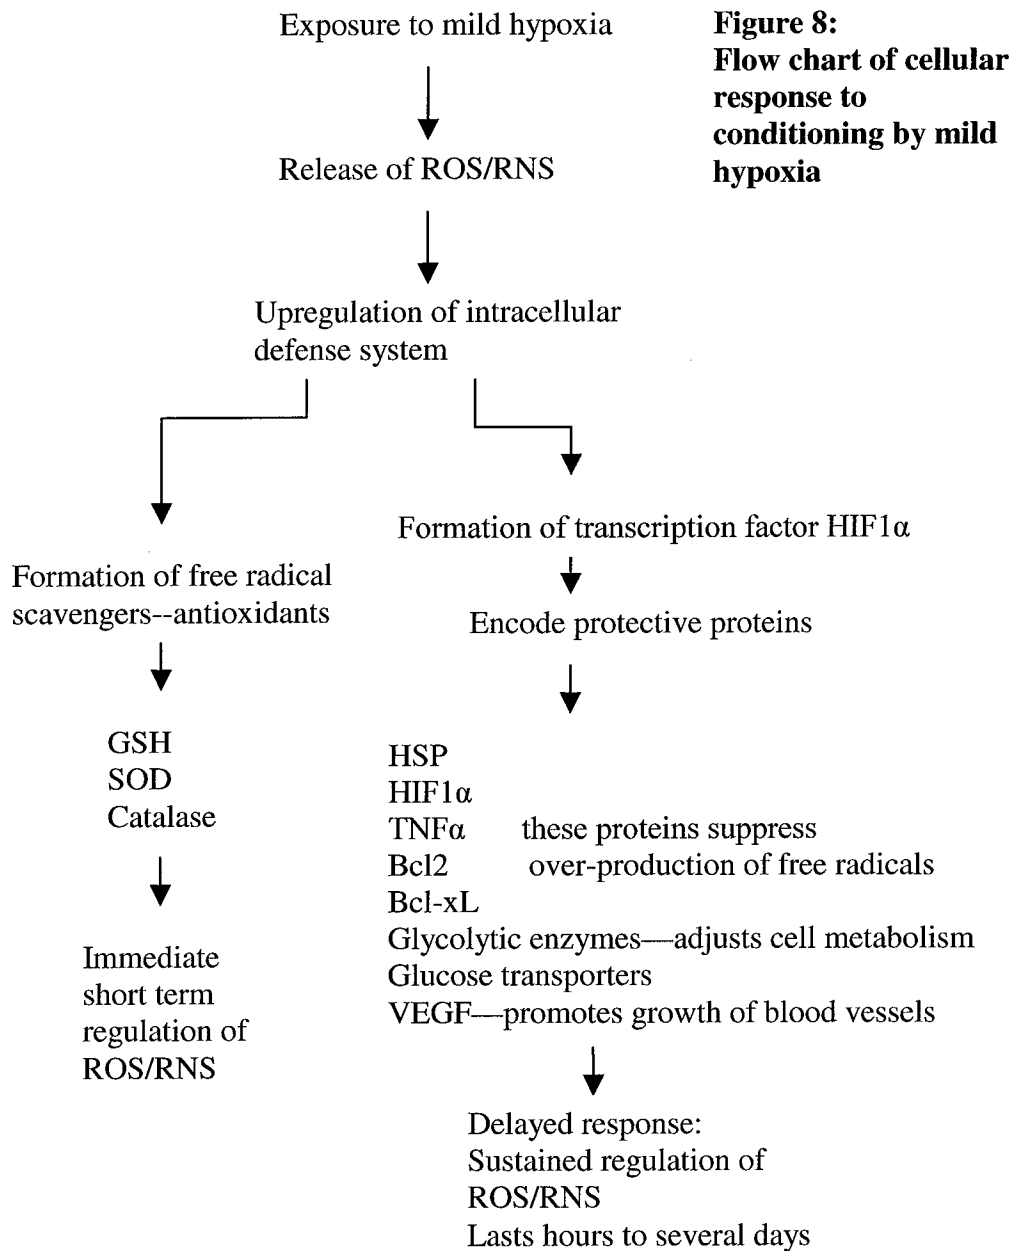 Exposure to mild hypoxia
Figure 8:
Flow chart of cellular
response to
conditioning by mild
hypoxia
Release of ROS/RNS
Upregulation of intracellular
defense system
Formation of free radical
scavengers--antioxidants
GSH
SOD
Catalase
Immediate
short term
regulation of
ROS/RNS
Formation of transcription factor HIF1α
Encode protective proteins
HSP
HIF1α
TNFα these proteins suppress
Bcl2 over-production of free radicals
Bcl-xL
Glycolytic enzymes—adjusts cell metabolism
Glucose transporters
VEGF—promotes growth of blood vessels
Delayed response:
Sustained regulation of
ROS/RNS
Lasts hours to several days